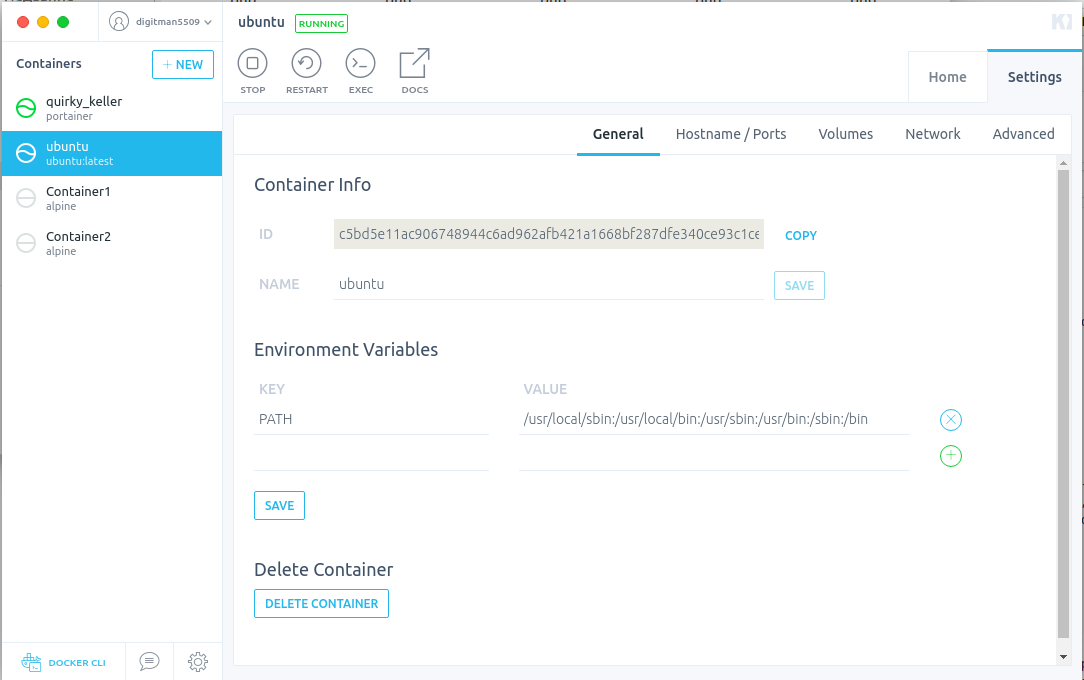 digitman5509
ubuntu RUNNING
Containers
+ NEW
STOP RESTART EXEC DOCS
Home Settings
quirky_keller
portainer
ubuntu
ubuntu:latest
Container1
alpine
Container2
alpine
General Hostname / Ports Volumes Network Advanced
Container Info
ID c5bd5e11ac906748944c6ad962afb421a1668bf287dfe340ce93c1ce COPY
NAME ubuntu SAVE
Environment Variables
KEY VALUE
PATH /usr/local/sbin:/usr/local/bin:/usr/sbin:/usr/bin:/sbin:/bin
SAVE
Delete Container
DELETE CONTAINER
DOCKER CLI